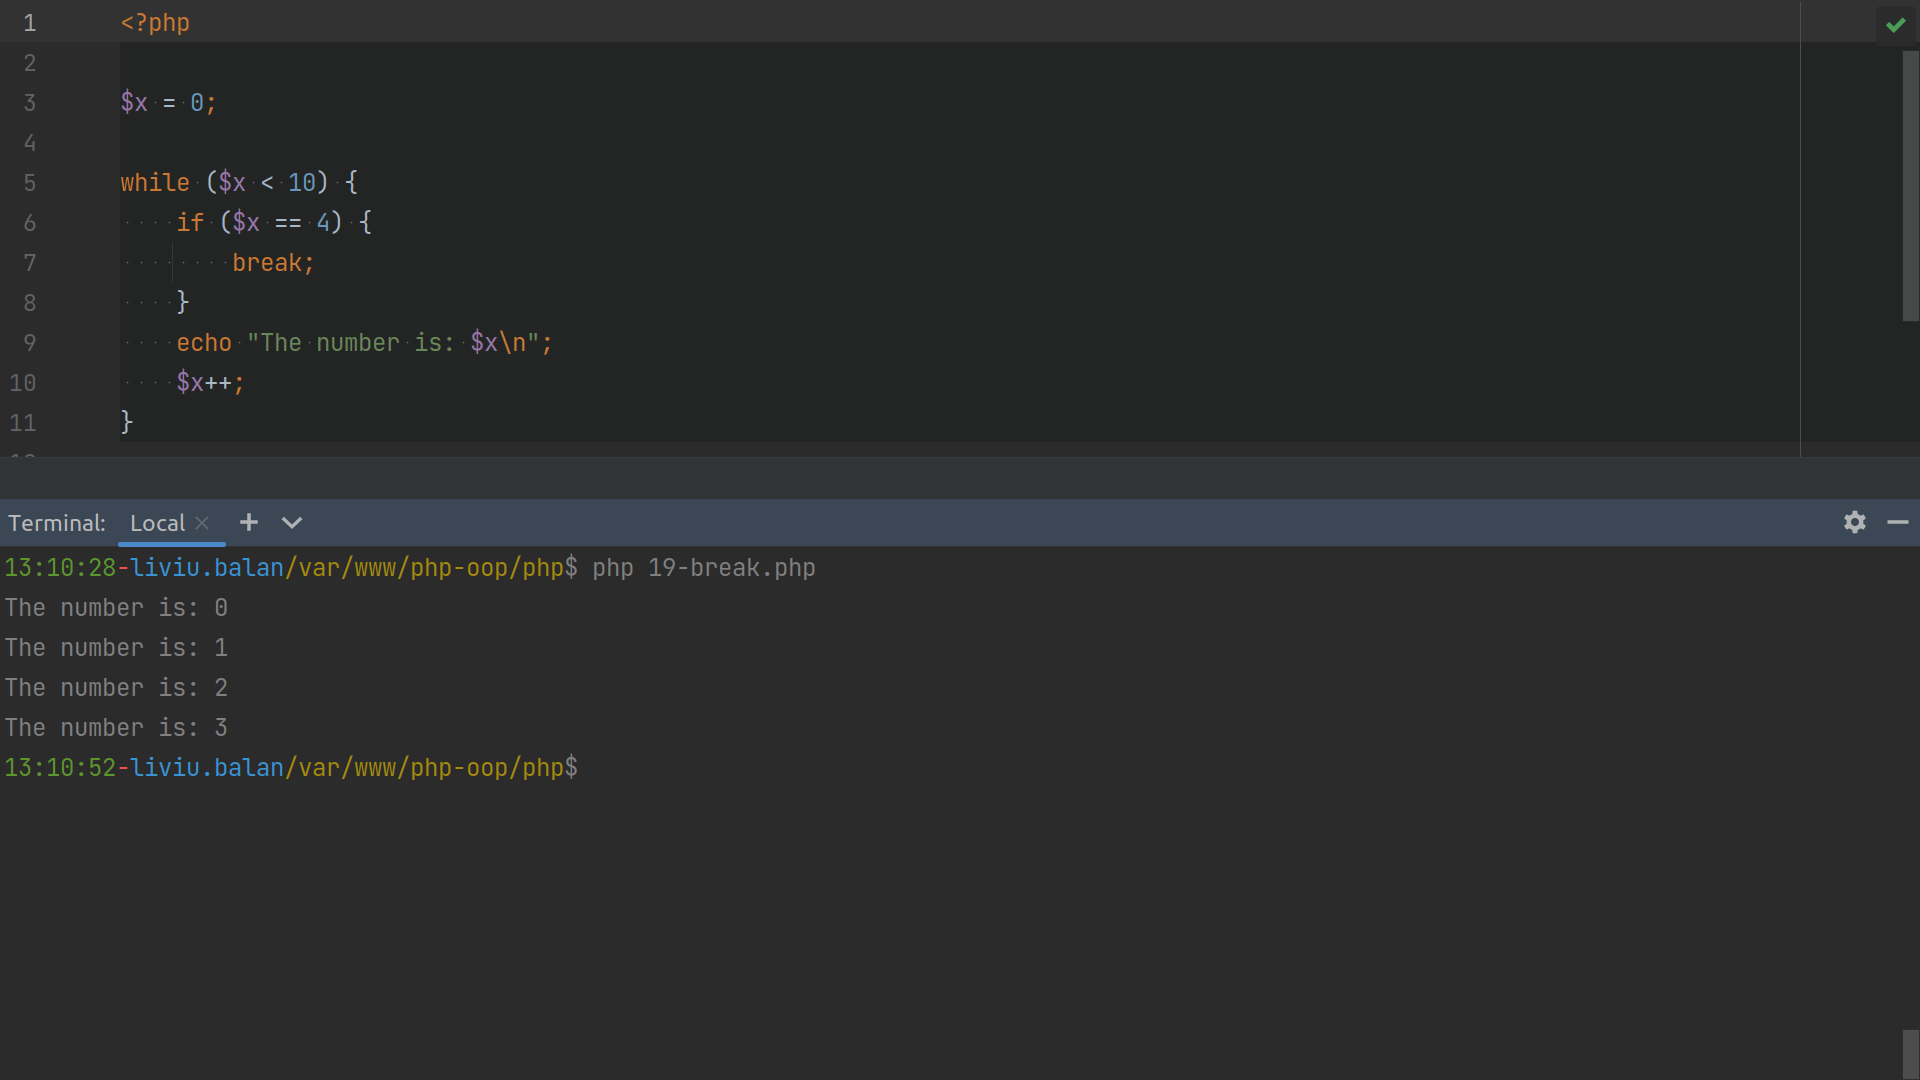 1 <?php
2
3 $x = 0;
4
5 while ($x < 10) {
6     if ($x == 4) {
7         break;
8     }
9     echo "The number is: $x\n";
10     $x++;
11 }
Terminal: Local
13:10:28-liviu.balan/var/www/php-oop/php$ php 19-break.php
The number is: 0
The number is: 1
The number is: 2
The number is: 3
13:10:52-liviu.balan/var/www/php-oop/php$